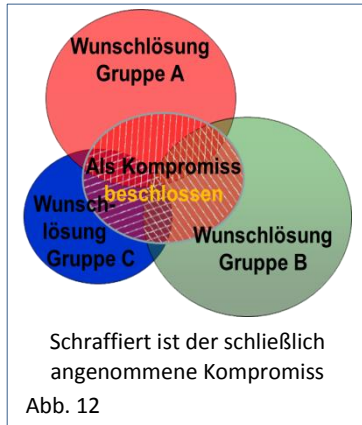 Wunschlösung
Gruppe A
Als Kompromiss
beschlossen
Wunsch-
lösung
Gruppe C
Wunschlösung
Gruppe B
Schraffiert ist der schließlich
angenommene Kompromiss
Abb. 12